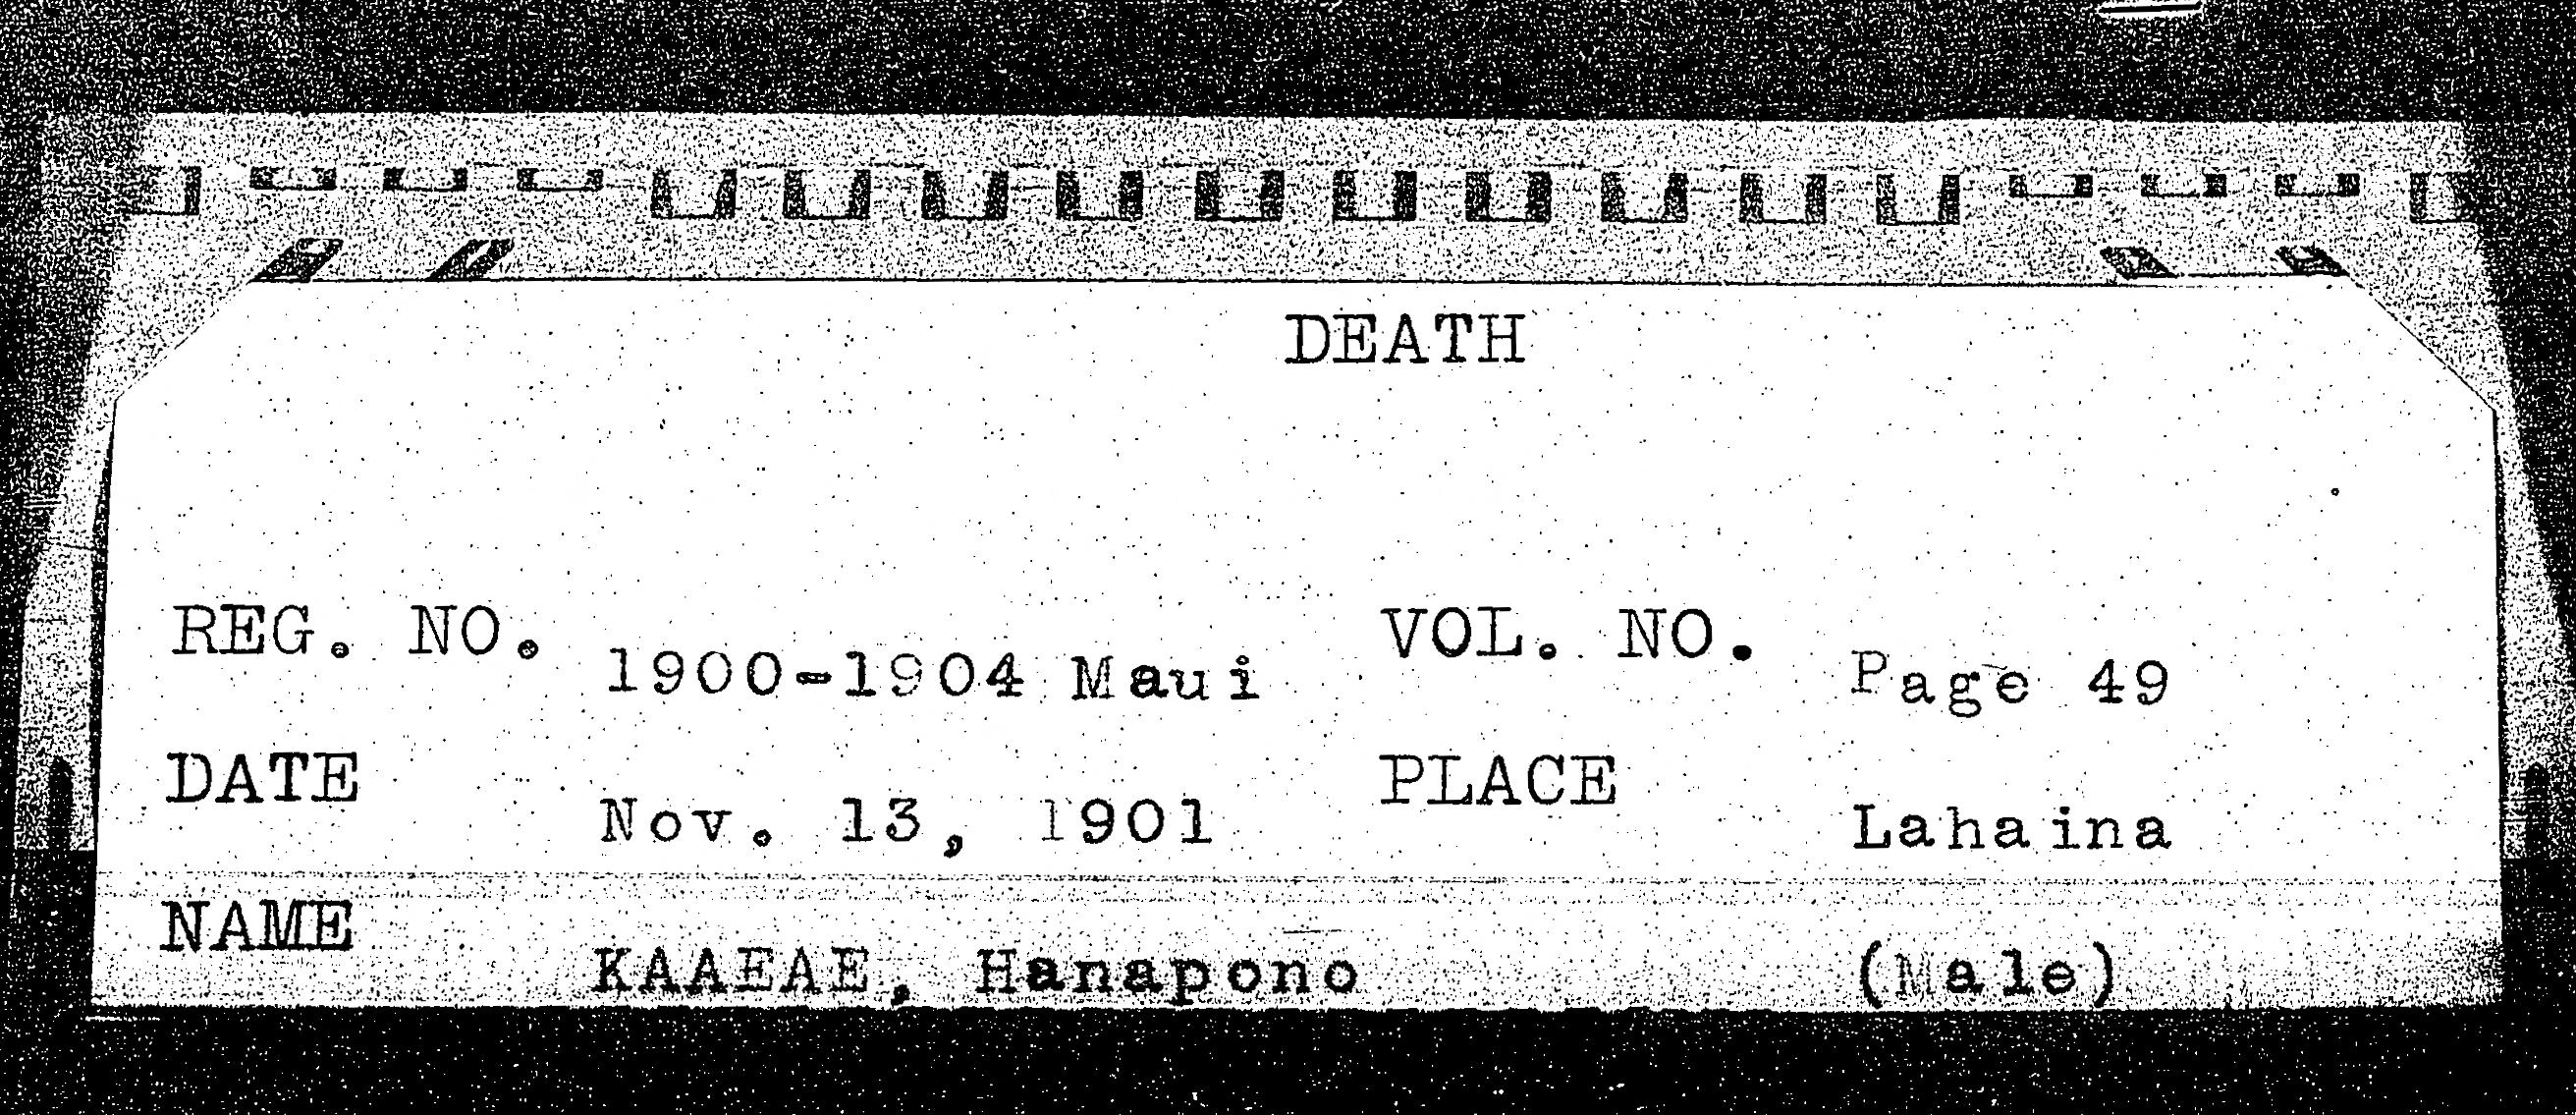 DEATH
REG. NO. 1900-1904 Maui VOL. NO. Page 49
DATE Nov. 13, 1901 PLACE Lahaina
NAME KAAEAE, Hanapono (Male)